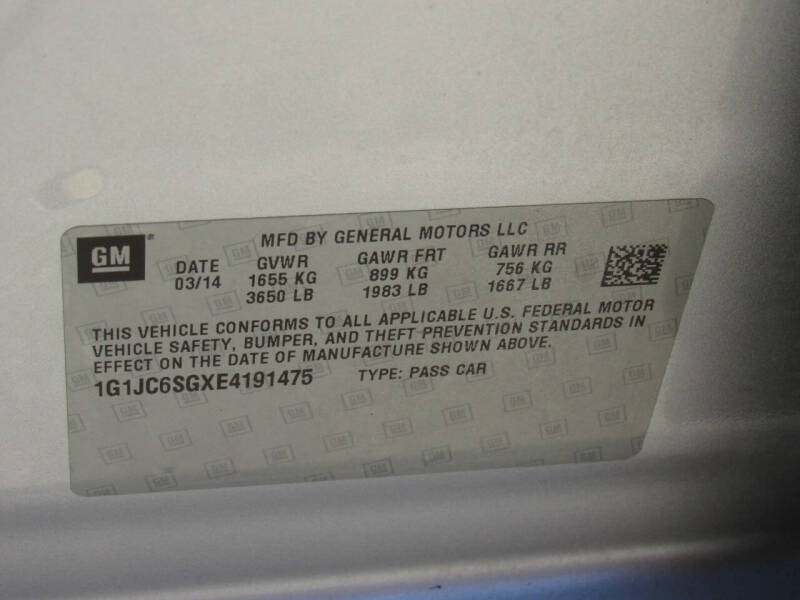 GM
MFD BY GENERAL MOTORS LLC
DATE GVWR GAWR FRT GAWR RR
03/14 1655 KG 899 KG 756 KG
3650 LB 1983 LB 1667 LB
THIS VEHICLE CONFORMS TO ALL APPLICABLE U.S. FEDERAL MOTOR
VEHICLE SAFETY, BUMPER, AND THEFT PREVENTION STANDARDS IN
EFFECT ON THE DATE OF MANUFACTURE SHOWN ABOVE.
1G1JC6SGXE4191475 TYPE: PASS CAR